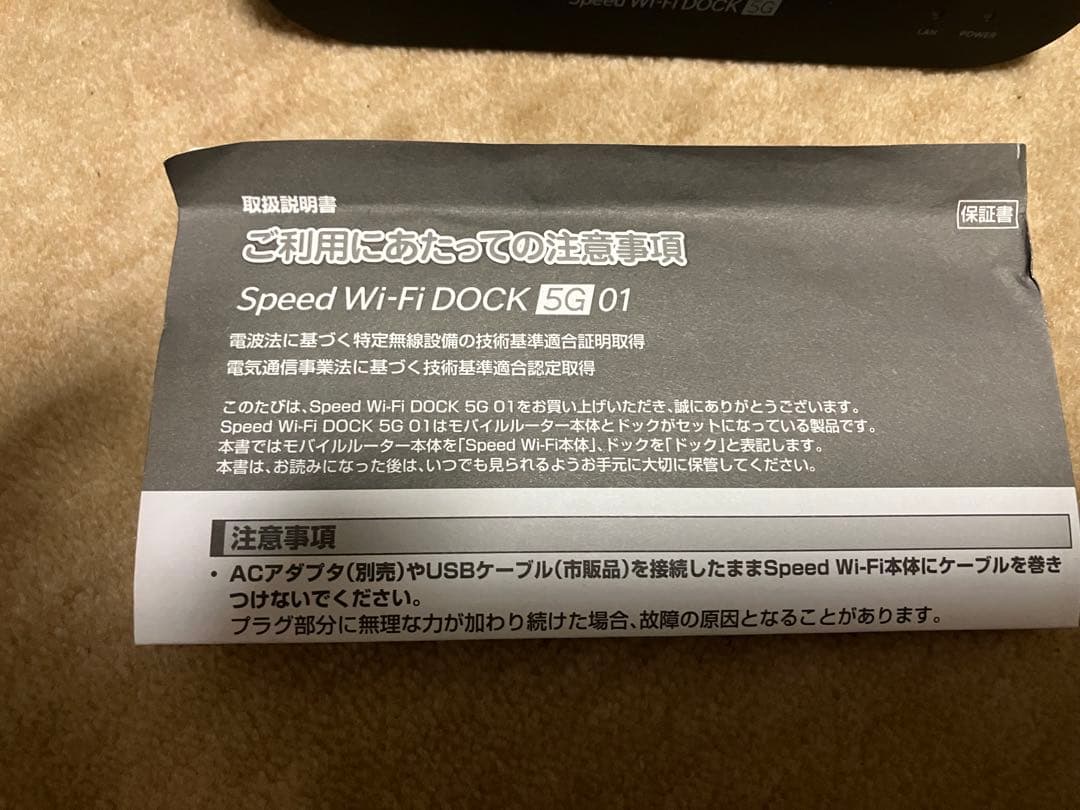 Speed Wi-Fi DOCK 5G
LAN POWER
取扱説明書
保証書
ご利用にあたっての注意事項
Speed Wi-Fi DOCK 5G 01
電波法に基づく特定無線設備の技術基準適合証明取得
電気通信事業法に基づく技術基準適合認定取得
このたびは、Speed Wi-Fi DOCK 5G 01をお買い上げいただき、誠にありがとうございます。
Speed Wi-Fi DOCK 5G 01はモバイルルーター本体とドックがセットになっている製品です。
本書ではモバイルルーター本体を「Speed Wi-Fi本体」、ドックを「ドック」と表記します。
本書は、お読みになった後は、いつでも見られるようお手元に大切に保管してください。
注意事項
・ACアダプタ(別売)やUSBケーブル(市販品)を接続したままSpeed Wi-Fi本体にケーブルを巻き
つけないでください。
プラグ部分に無理な力が加わり続けた場合、故障の原因となることがあります。